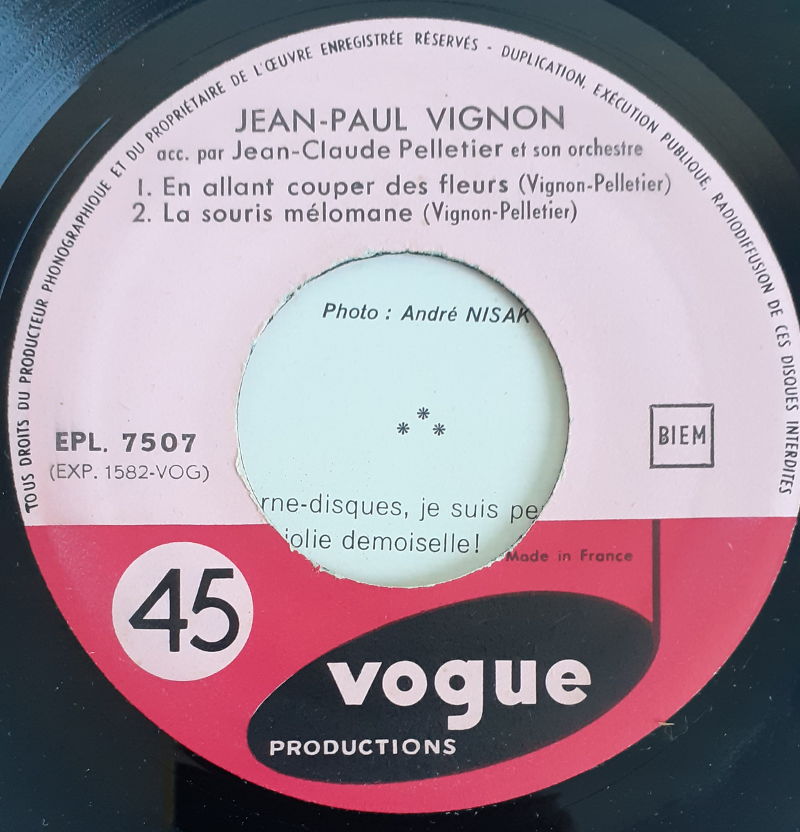 TOUS DROITS DU PRODUCTEUR PHONOGRAPHIQUE ET DU PROPRIÉTAIRE DE L'ŒUVRE ENREGISTRÉE RÉSERVÉS - DUPLICATION, EXÉCUTION PUBLIQUE, RADIODIFFUSION DE CES DISQUES INTERDITES
JEAN-PAUL VIGNON
acc. par Jean-Claude Pelletier et son orchestre
1. En allant couper des fleurs (Vignon-Pelletier)
2. La souris mélomane (Vignon-Pelletier)
Photo : André NISAK
* * *
EPL. 7507
(EXP. 1582-VOG)
BIEM
rne-disques, je suis pe
jolie demoiselle!
Made in France
45
vogue
PRODUCTIONS